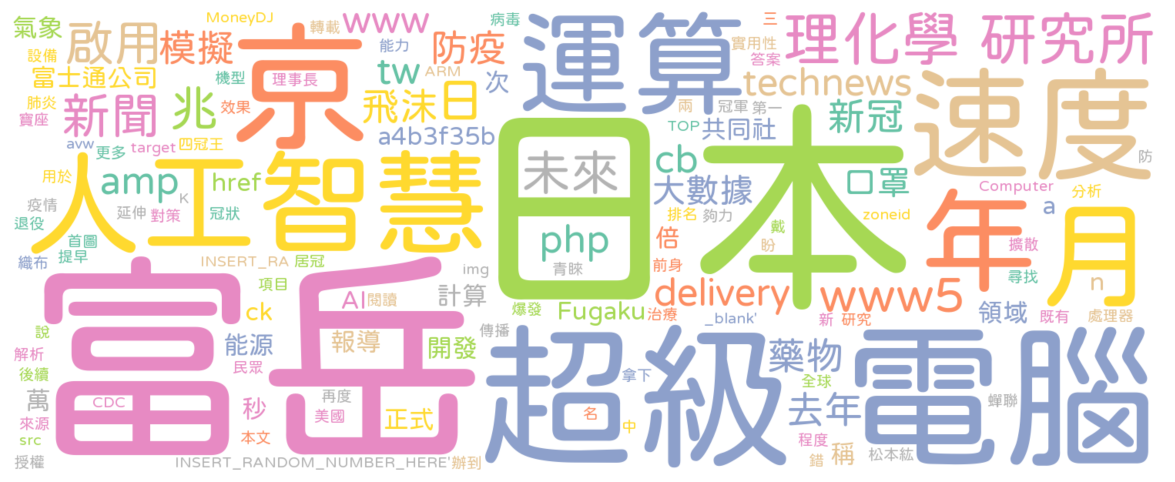 氣象
MoneyDJ
轉載
www
病毒
三
理化學 研究所
設備
啟用
模擬
京
能力
防疫
運算
實用性
答案
富士通公司
機型
理事長
tw
ARM
次
technews
速度
肺炎
新聞
兆
效果
飛沫
日
兩
冠軍
第一
寶座
avw
更多
target
四冠王
a4b3f35b
日本
TOP
共同社
新冠
防
人工智慧
用於
amp
K
href
未來
cb
大數據
口罩
Computer
分析
疫情
延伸
對策
冠狀
排名
夠力
戴
zoneid
年
a
月
退役
首圖
提早
php
倍
盼
擴散
織布
INSERT_RA
居冠
img
青睞
前身
尋找
富岳
項目
AI
閱讀
計算
爆發
Fugaku
delivery
www5
n
ck
治療
_blank'
新
研究
領域
既有
處理器
說
能源
報導
開發
傳播
超級
電腦
藥物
解析
民眾
後續
拿下
全球
萬
CDC
秒
再度
美國
正式
名
去年
蟬聯
來源
中
src
本文
程度
稱
松本紘
授權
INSERT_RANDOM_NUMBER_HERE'
辦到
錯